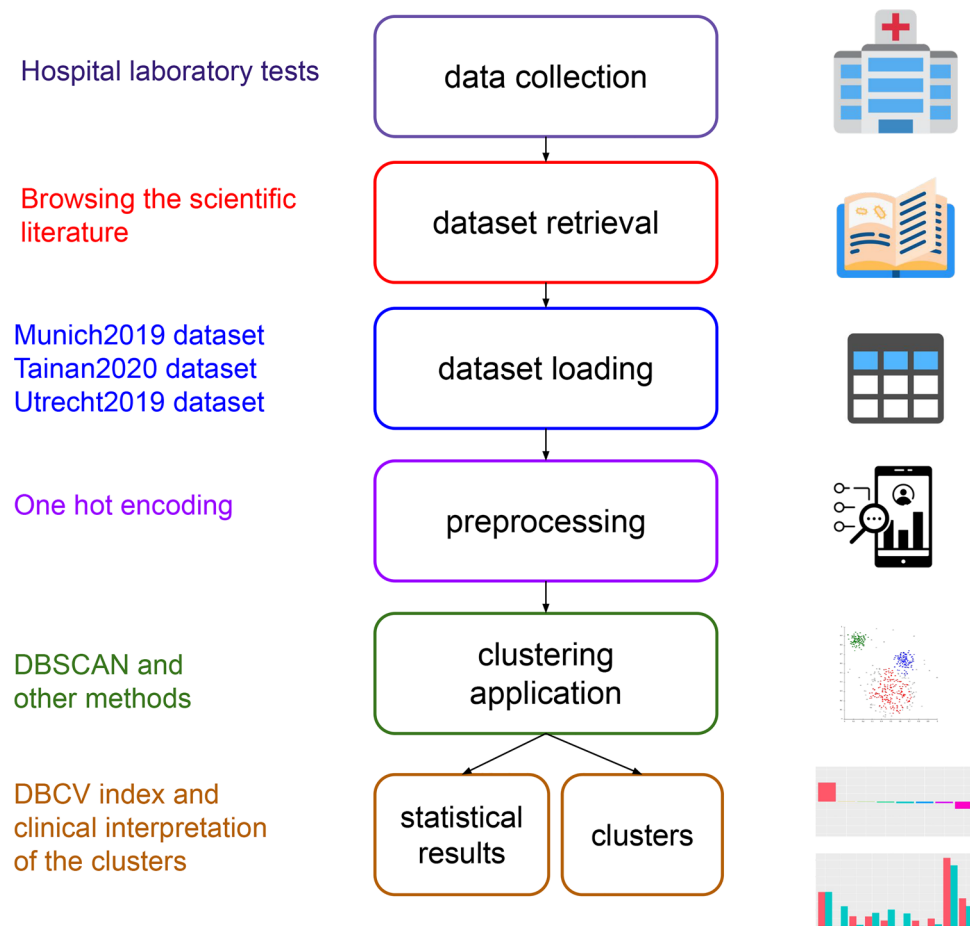 Hospital laboratory tests
data collection
Browsing the scientific
literature
dataset retrieval
Munich2019 dataset
Tainan2020 dataset
Utrecht2019 dataset
dataset loading
One hot encoding
preprocessing
DBSCAN and
other methods
clustering
application
DBCV index and
clinical interpretation
of the clusters
statistical
results
clusters